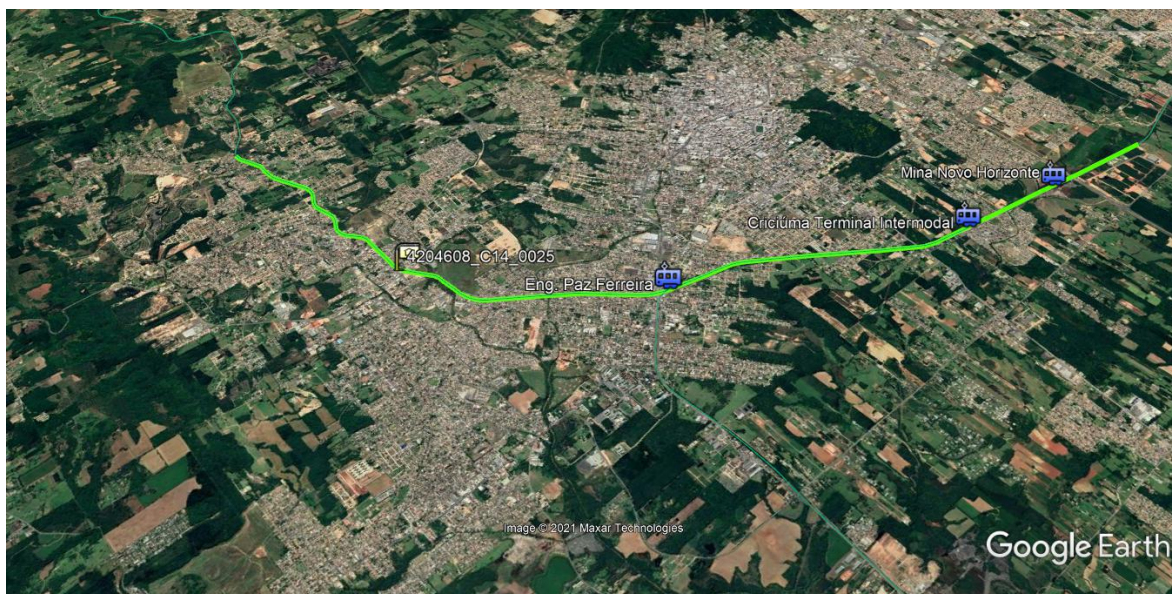 Mina Novo Horizonte
Criciúma Terminal Intermodal
4204608_C14_0025
Eng. Paz Ferreira
Image © 2021 Maxar Technologies
Google Earth